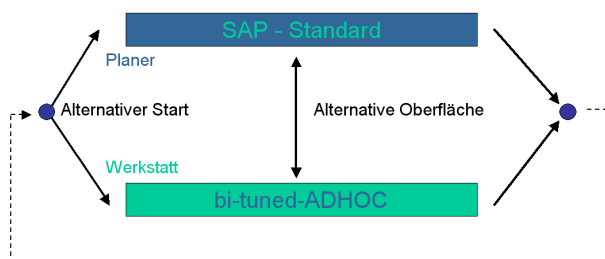 SAP - Standard
Planer
Alternativer Start
Alternative Oberfläche
Werkstatt
bi-tuned-ADHOC